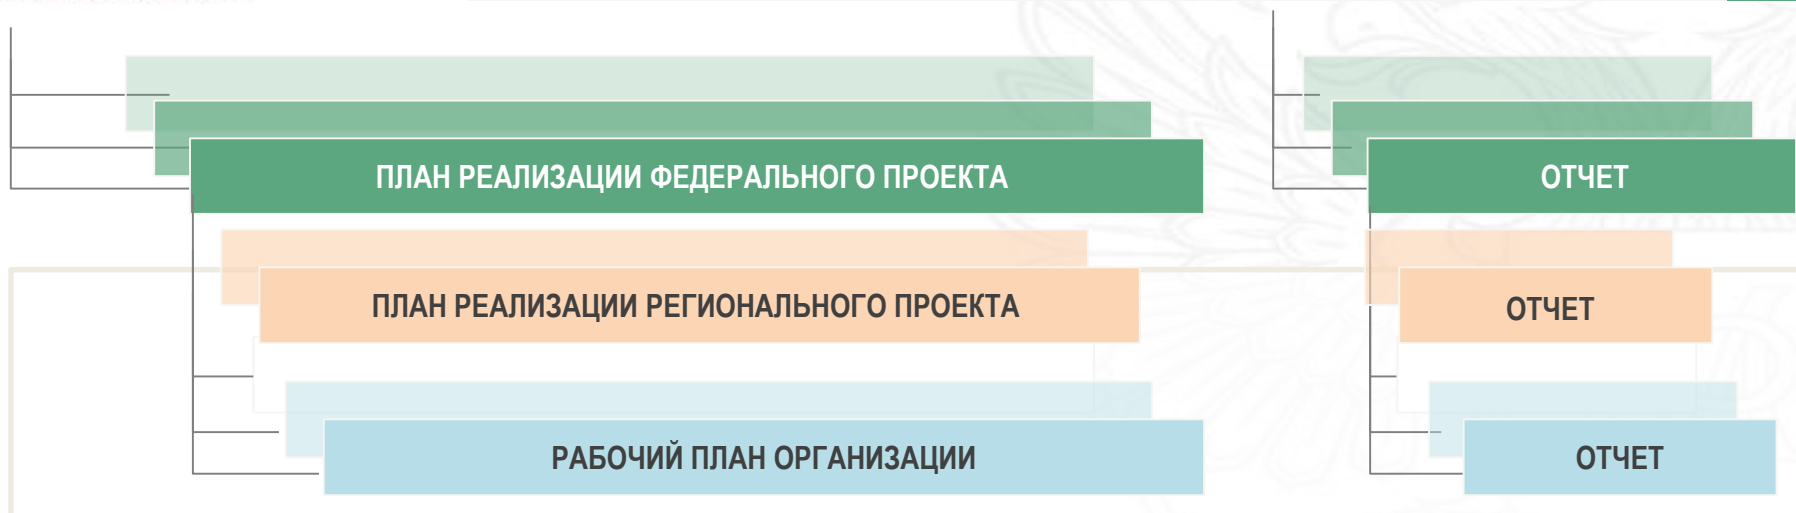 ПЛАН РЕАЛИЗАЦИИ ФЕДЕРАЛЬНОГО ПРОЕКТА
ОТЧЕТ
ПЛАН РЕАЛИЗАЦИИ РЕГИОНАЛЬНОГО ПРОЕКТА
ОТЧЕТ
РАБОЧИЙ ПЛАН ОРГАНИЗАЦИИ
ОТЧЕТ